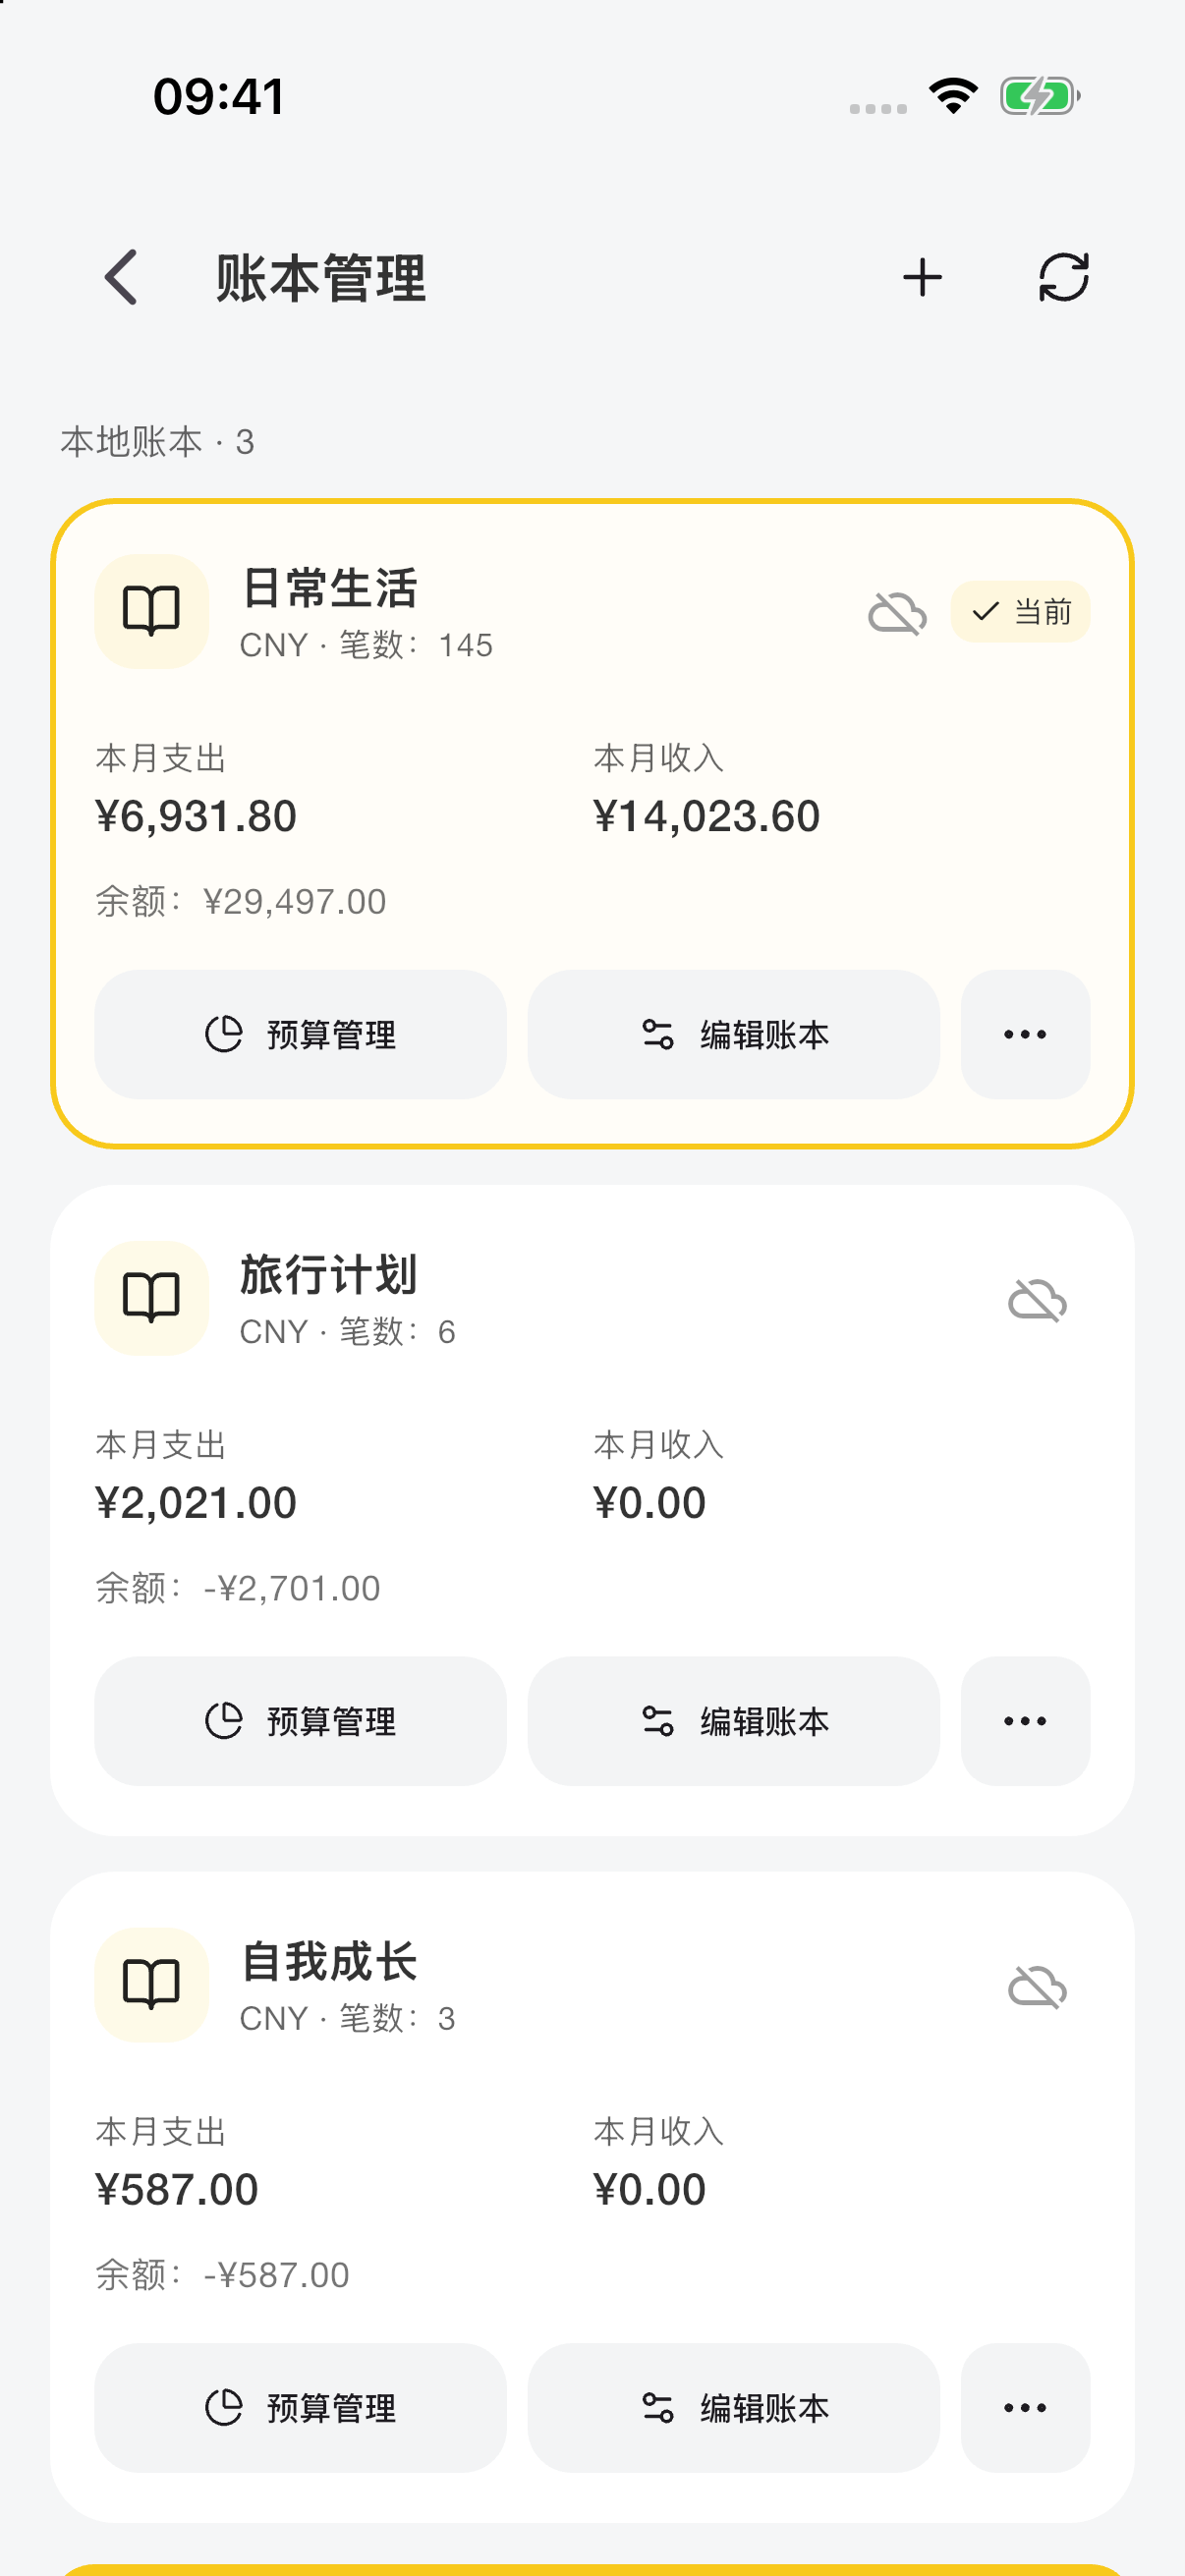 09:41
账本管理
本地账本 · 3
日常生活
CNY · 笔数：145
当前
本月支出
本月收入
¥6,931.80
¥14,023.60
余额：¥29,497.00
预算管理
编辑账本
旅行计划
CNY · 笔数：6
本月支出
本月收入
¥2,021.00
¥0.00
余额：-¥2,701.00
预算管理
编辑账本
自我成长
CNY · 笔数：3
本月支出
本月收入
¥587.00
¥0.00
余额：-¥587.00
预算管理
编辑账本